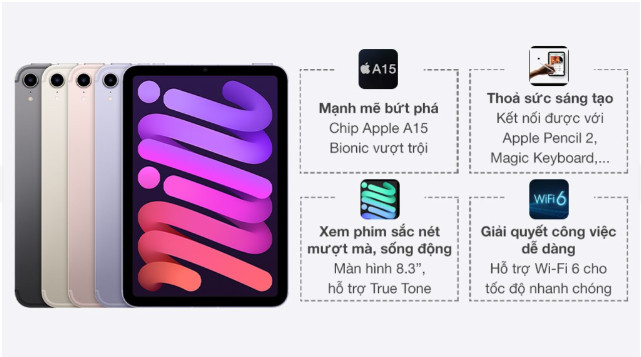 A15
Mạnh mẽ bứt phá
Chip Apple A15
Bionic vượt trội
Thoả sức sáng tạo
Kết nối được với
Apple Pencil 2,
Magic Keyboard,...
Xem phim sắc nét
mượt mà, sống động
Màn hình 8.3”,
hỗ trợ True Tone
WiFi 6
Giải quyết công việc
dễ dàng
Hỗ trợ Wi-Fi 6 cho
tốc độ nhanh chóng